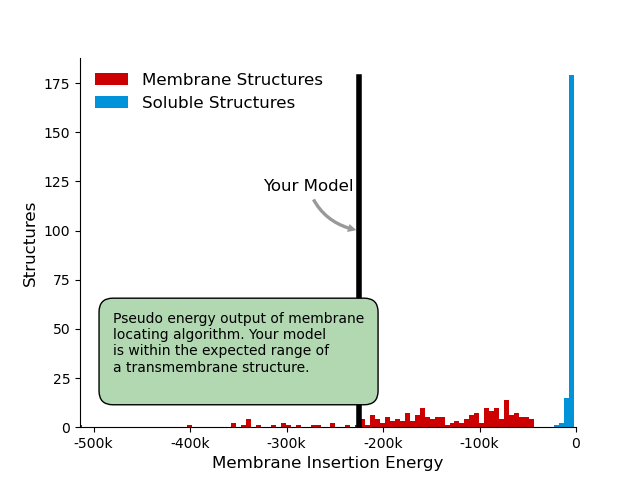 Membrane Structures
Soluble Structures
175
150
125
100
75
50
25
0
Structures
Your Model
Pseudo energy output of membrane
locating algorithm. Your model
is within the expected range of
a transmembrane structure.
-500k -400k -300k -200k -100k 0
Membrane Insertion Energy